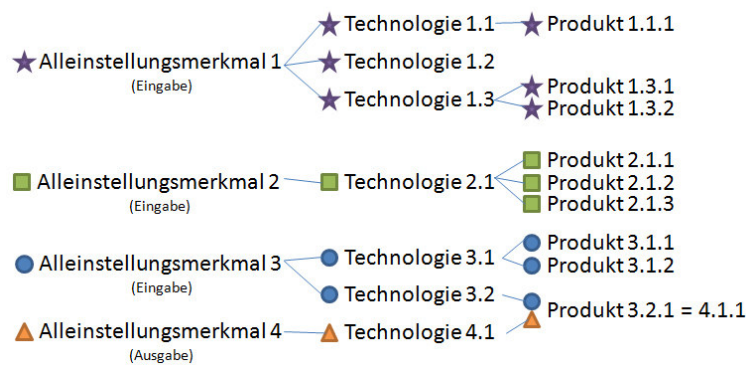 Alleinstellungsmerkmal 1
(Eingabe)
Technologie 1.1
Produkt 1.1.1
Technologie 1.2
Technologie 1.3
Produkt 1.3.1
Produkt 1.3.2
Alleinstellungsmerkmal 2
(Eingabe)
Technologie 2.1
Produkt 2.1.1
Produkt 2.1.2
Produkt 2.1.3
Alleinstellungsmerkmal 3
(Eingabe)
Technologie 3.1
Produkt 3.1.1
Produkt 3.1.2
Technologie 3.2
Produkt 3.2.1 = 4.1.1
Alleinstellungsmerkmal 4
(Ausgabe)
Technologie 4.1